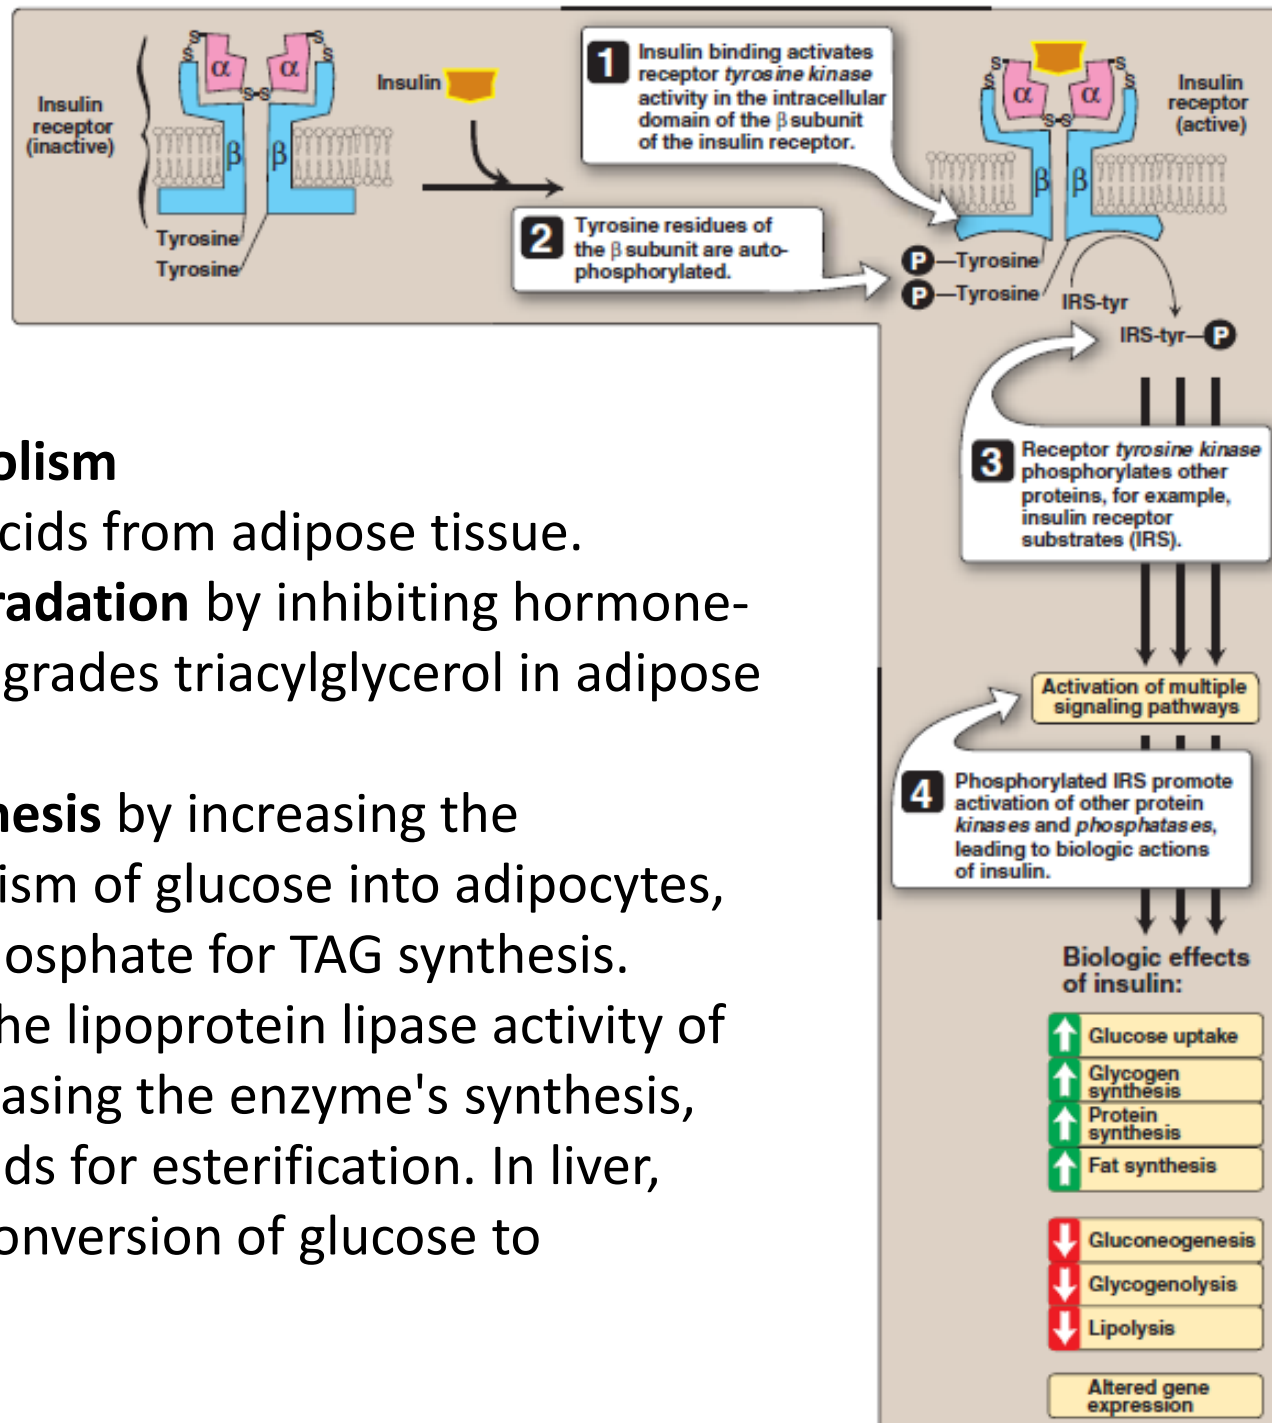 S
S
α
α
S
S
S-S
Insulin
receptor
(inactive)
β
β
Tyrosine
Tyrosine
Insulin
1
Insulin binding activates
receptor tyrosine kinase
activity in the intracellular
domain of the β subunit
of the insulin receptor.
2
Tyrosine residues of
the β subunit are auto-
phosphorylated.
S
S
α
α
S
S
S-S
Insulin
receptor
(active)
β
β
P—Tyrosine
P—Tyrosine
IRS-tyr
IRS-tyr—P
3
Receptor tyrosine kinase
phosphorylates other
proteins, for example,
insulin receptor
substrates (IRS).
Activation of multiple
signaling pathways
4
Phosphorylated IRS promote
activation of other protein
kinases and phosphatases,
leading to biologic actions
of insulin.
Biologic effects
of insulin:
Glucose uptake
Glycogen
synthesis
Protein
synthesis
Fat synthesis
Gluconeogenesis
Glycogenolysis
Lipolysis
Altered gene
expression
olism
cids from adipose tissue.
radation by inhibiting hormone-
grades triacylglycerol in adipose
nesis by increasing the
ism of glucose into adipocytes,
osphate for TAG synthesis.
he lipoprotein lipase activity of
asing the enzyme's synthesis,
ds for esterification. In liver,
onversion of glucose to